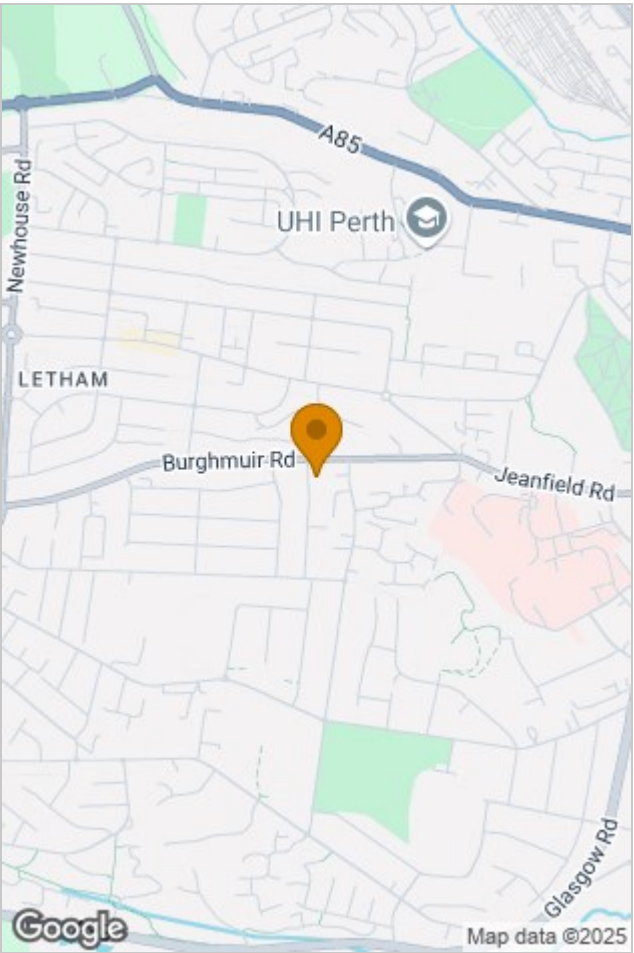 A85
Newhouse Rd
UHI Perth
LETHAM
Burghmuir Rd
Jeanfield Rd
Glasgow Rd
Google
Map data ©2025